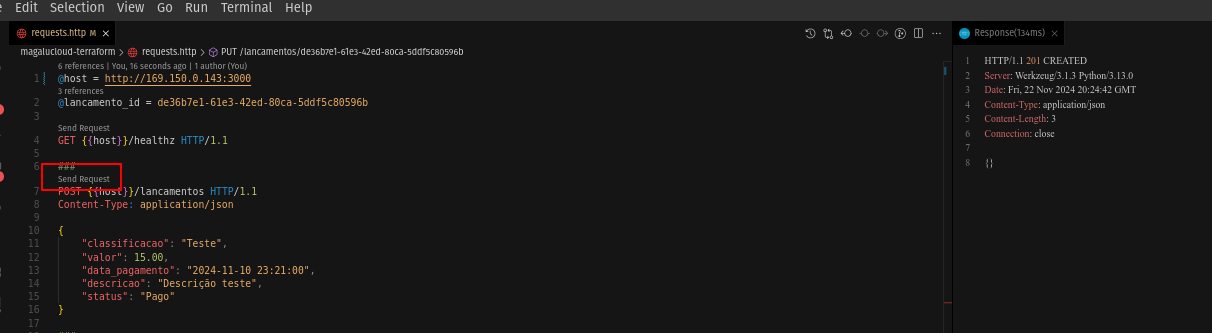 Edit Selection View Go Run Terminal Help
requests.http M ×
magalucloud-terraform > requests.http > PUT /lancamentos/de36b7e1-61e3-42ed-80ca-5ddf5c80596b
6 references | You, 16 seconds ago | 1 author (You)
1 @host = http://169.150.0.143:3000
3 references
2 @lancamento_id = de36b7e1-61e3-42ed-80ca-5ddf5c80596b
3
Send Request
4 GET {{host}}/healthz HTTP/1.1
5
6 ###
Send Request
7 POST {{host}}/lancamentos HTTP/1.1
8 Content-Type: application/json
9
10 {
11 "classificacao": "Teste",
12 "valor": 15.00,
13 "data_pagamento": "2024-11-10 23:21:00",
14 "descricao": "Descrição teste",
15 "status": "Pago"
16 }
17
Response(134ms) ×
1 HTTP/1.1 201 CREATED
2 Server: Werkzeug/3.1.3 Python/3.13.0
3 Date: Fri, 22 Nov 2024 20:24:42 GMT
4 Content-Type: application/json
5 Content-Length: 3
6 Connection: close
7
8 {}